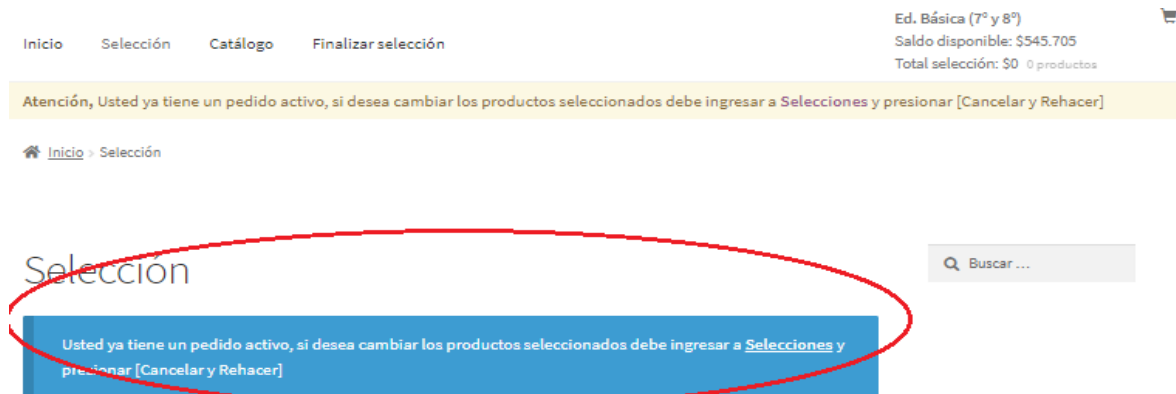 Ed. Básica (7° y 8°)
Inicio Selección Catálogo Finalizar selección
Saldo disponible: $545.705
Total selección: $0 0 productos
Atención, Usted ya tiene un pedido activo, si desea cambiar los productos seleccionados debe ingresar a Selecciones y presionar [Cancelar y Rehacer]
Inicio › Selección
Selección
Buscar ...
Usted ya tiene un pedido activo, si desea cambiar los productos seleccionados debe ingresar a Selecciones y
presionar [Cancelar y Rehacer]